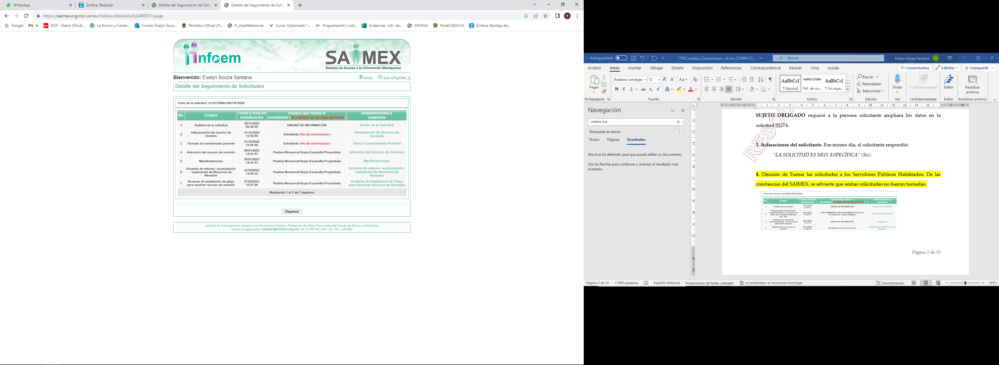 WhatsApp
Zimbra: Redactar
Detalle del Seguimiento de Solic
Detalle del Seguimiento de Solic
https://saimex.org.mx/saimex/tablero/detalleSolUI/498351.page
Google
fa
DOF - Diario Oficial...
La Nocion y Conce...
Correo: Evelyn Souz...
Periódico Oficial | P...
P_citasReferencias
Curso: Diplomado "...
Programación | Just...
Evidencias -UA- de...
CEVINAI
Portal SEDUCA
Zimbra: Bandeja de...
infoem
SAIMEX
Sistema de Acceso a la Información Mexiquense
Bienvenido: Evelyn Souza Santana
Inicio
Salir [V1g789K_I]
Detalle del Seguimiento de Solicitudes
Folio de la solicitud: 01357/ZINACANT/IP/2022
No. Estatus Fecha y hora de actualización Usuario que realiza el movimiento ( el nombre es un dato personal) Requerimientos y respuesta
1 Análisis de la solicitud 29/11/2022 09:58:56 UNIDAD DE INFORMACIÓN Acuse de la Solicitud
2 Interposición de recurso de revisión 21/12/2022 12:54:56 Solicitante ( No dio información ) Interposición de Recurso de Revisión
3 Turnado al comisionado ponente 21/12/2022 12:54:56 Solicitante ( No dio información ) Turno a Comisionado Ponente
4 Admisión del recurso de revisión 09/01/2023 14:41:51 Paulina Monserrat Rojas Escamilla Proyectista Admisión del Recurso de Revisión
5 Manifestaciones 09/01/2023 14:41:51 Paulina Monserrat Rojas Escamilla Proyectista Manifestaciones
6 Acuerdo de returno / acumulación / separación de Recursos de Revisión 23/02/2023 14:55:33 Paulina Monserrat Rojas Escamilla Proyectista Acuerdo de returno / acumulación / separación de Recursos de Revisión
7 Acuerdo de ampliación de plazo para resolver recurso de revisión 27/02/2023 18:01:26 Paulina Monserrat Rojas Escamilla Proyectista Acuerdo de Ampliacion de Plazo para Resolver Recurso de Revisión
Mostrando 1 al 7 de 7 registros
Regresar
Instituto de Transparencia, Acceso a la Información Pública y Protección de Datos Personales del Estado de México y Municipios
Dudas o sugerencias: saimex@infoem.org.mx Tel. 01 800 8210441 (01 722) 2261980
Autoguardado
17552_ordena_Zinacantepec_ ofcios_SCMM (1)....
Buscar
Evelyn Souza Santana
ES
Archivo Inicio Insertar Dibujar Diseño Disposición Referencias Correspondencia Revisar Vista Ayuda
Comentarios
Edición
Compartir
Pegar
Palatino Linotype
12
N K S ab x₂ x²
AaBbCcI AaBbCcDdEe AaBbCcI
¶ Normal Ref. de no... ¶ Sin espa...
Buscar
Reemplazar
Seleccionar
Dictar
Confidencialidad
Editor
Reutilizar archivos
Portapapeles Fuente Párrafo Estilos Edición Voz Confidencialidad Editor Reutilizar archivos
Navegación
criterio ina
Búsqueda en pausa
Títulos Páginas Resultados
Word se ha detenido para que pueda editar su documento.
Use las flechas para continuar y avanzar al resultado más
acertado.
RESOL
SUJETO OBLIGADO requirió a la persona solicitante ampliara los datos en la
solicitud 01274.
3. Aclaraciones del solicitante. Ese mismo día, el solicitante respondió:
“LA SOLICITUD ES MUY ESPECÍFICA” (Sic).
4. Omisión de Turnar las solicitudes a los Servidores Públicos Habilitados. De las
constancias del SAIMEX, se advierte que ambas solicitudes no fueron turnadas.
Folio de la solicitud: 01274/ZINACANT/IP/2022
No. Estatus Fecha y hora de actualización Usuario que realiza el movimiento ( el nombre es un dato personal) Requerimientos y respuesta
1 Análisis de la solicitud UNIDAD DE INFORMACIÓN Acuse de la Solicitud
2 Requerimiento de aclaración, complementación o corrección de datos de la solicitud notificada JESUS EMMANUEL ENCASTIN RENDON Unidad de Transparencia - Sujeto Obligado Solicitud de Aclaración
3 Análisis de la aclaración complementación o corrección de datos de la solicitud UNIDAD DE INFORMACIÓN Aclaración
4 Interposición de recurso de revisión 21/12/2022 Solicitante ( No dio información ) Interposición de Recurso de Revisión
Página 2 de 55
Página 2 de 55
11999 palabras
Español (México)
Predicciones de texto: activado
Accesibilidad: es necesario investigar
Concentración
100%